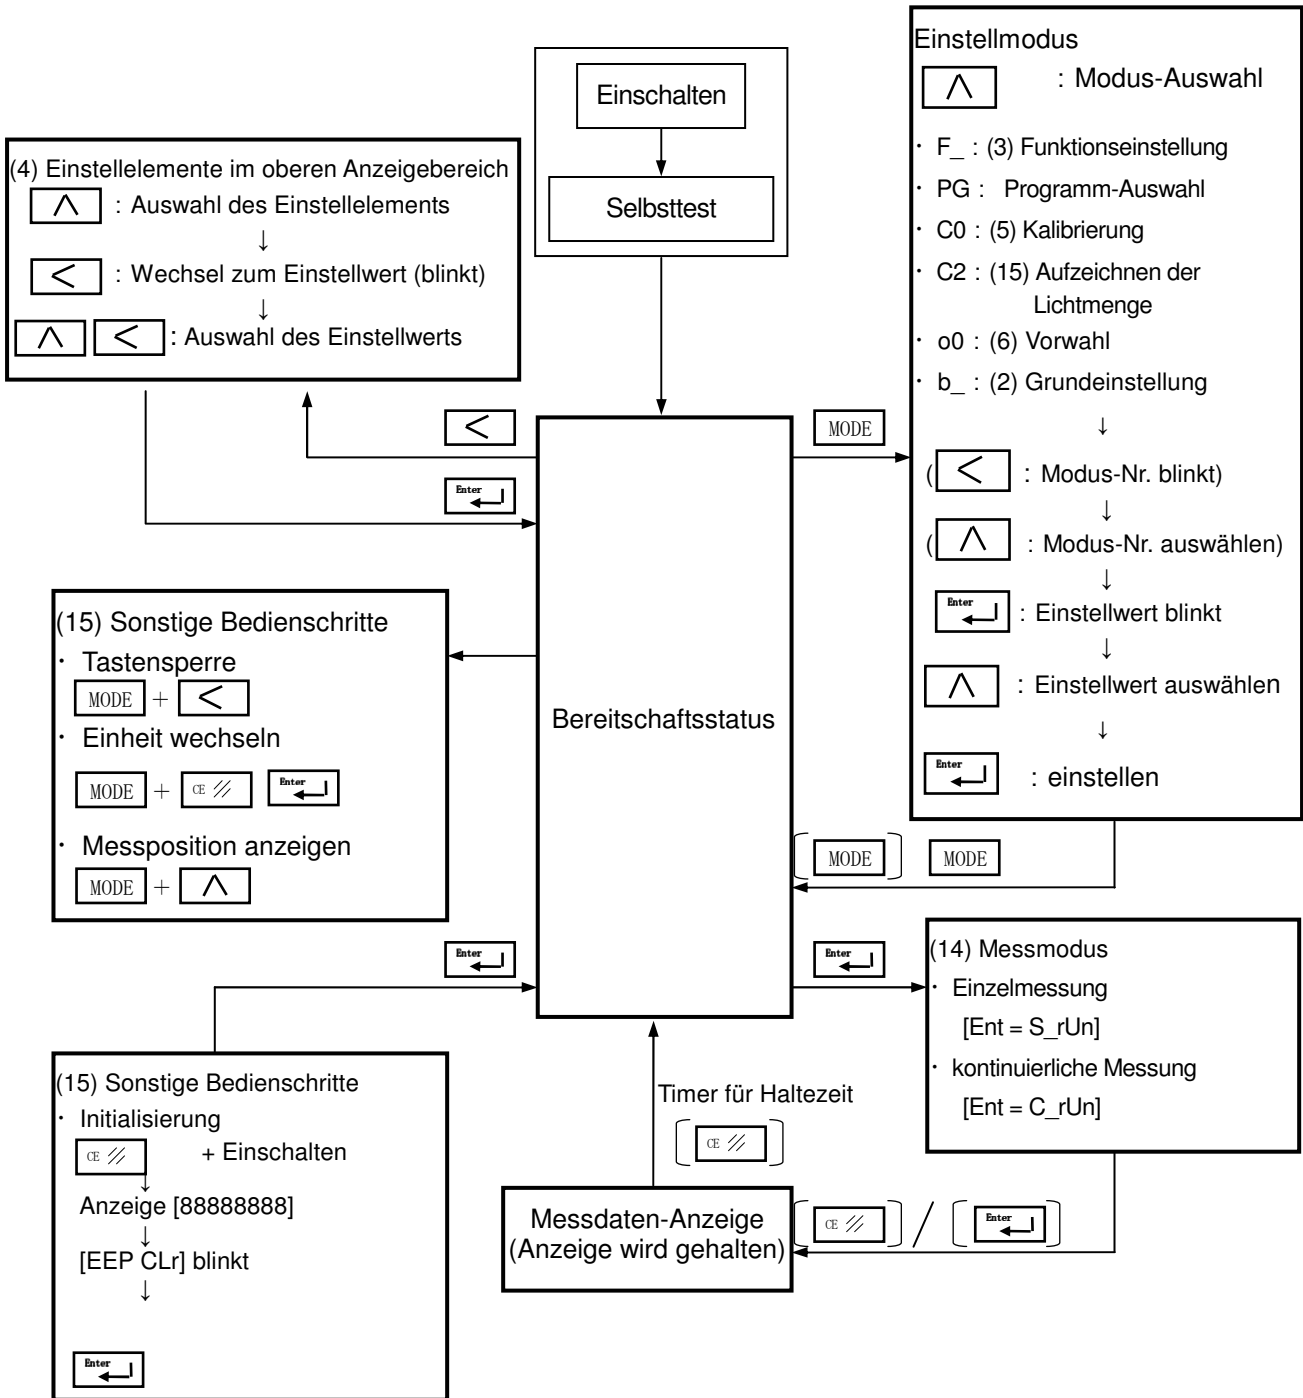 Einschalten
Selbsttest
(4) Einstellelemente im oberen Anzeigebereich
∧ : Auswahl des Einstellelements
↓
< : Wechsel zum Einstellwert (blinkt)
↓
∧ < : Auswahl des Einstellwerts
<
Enter
MODE
Einstellmodus
∧ : Modus-Auswahl
・ F_ : (3) Funktionseinstellung
・ PG : Programm-Auswahl
・ C0 : (5) Kalibrierung
・ C2 : (15) Aufzeichnen der
Lichtmenge
・ o0 : (6) Vorwahl
・ b_ : (2) Grundeinstellung
↓
( < : Modus-Nr. blinkt)
↓
( ∧ : Modus-Nr. auswählen)
↓
Enter : Einstellwert blinkt
↓
∧ : Einstellwert auswählen
↓
Enter : einstellen
[ MODE ] MODE
Bereitschaftsstatus
(15) Sonstige Bedienschritte
・ Tastensperre
MODE + <
・ Einheit wechseln
MODE + CE // Enter
・ Messposition anzeigen
MODE + ∧
Enter
Enter
(14) Messmodus
・ Einzelmessung
[Ent = S_rUn]
・ kontinuierliche Messung
[Ent = C_rUn]
(15) Sonstige Bedienschritte
・ Initialisierung
CE // + Einschalten
↓
Anzeige [88888888]
↓
[EEP CLr] blinkt
↓
Enter
Timer für Haltezeit
[ CE // ]
Messdaten-Anzeige
(Anzeige wird gehalten)
[ CE // ] / [ Enter ]